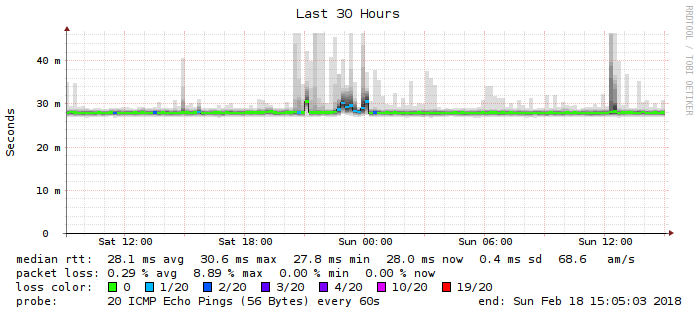 Last 30 Hours
RRDTOOL / TOBI OETIKER
Seconds
40 m
30 m
20 m
10 m
0
Sat 12:00 Sat 18:00 Sun 00:00 Sun 06:00 Sun 12:00
median rtt: 28.1 ms avg 30.6 ms max 27.8 ms min 28.0 ms now 0.4 ms sd 68.6 am/s
packet loss: 0.29 % avg 8.89 % max 0.00 % min 0.00 % now
loss color: 0 1/20 2/20 3/20 4/20 10/20 19/20
probe: 20 ICMP Echo Pings (56 Bytes) every 60s end: Sun Feb 18 15:05:03 2018